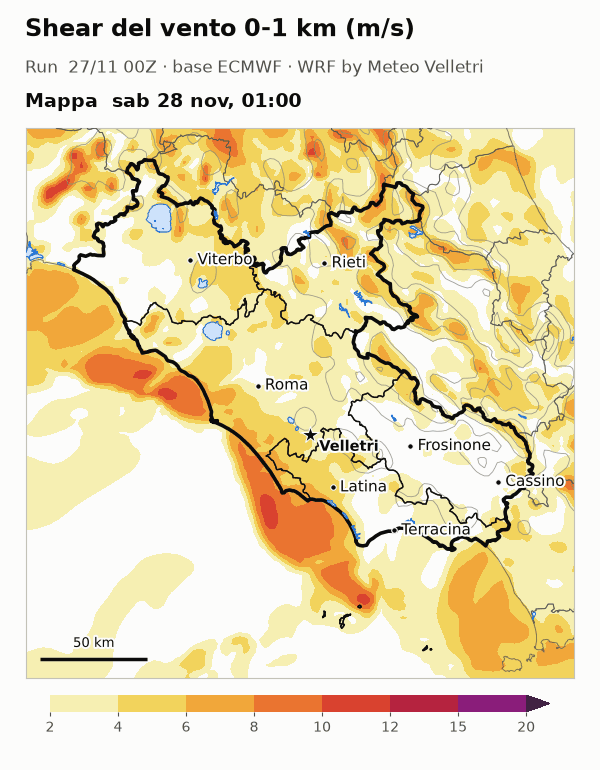 Shear del vento 0-1 km (m/s)
Run  27/11 00Z · base ECMWF · WRF by Meteo Velletri
Mappa  sab 28 nov, 01:00
Viterbo
Rieti
Roma
Velletri
Frosinone
Latina
Cassino
Terracina
50 km
2 4 6 8 10 12 15 20